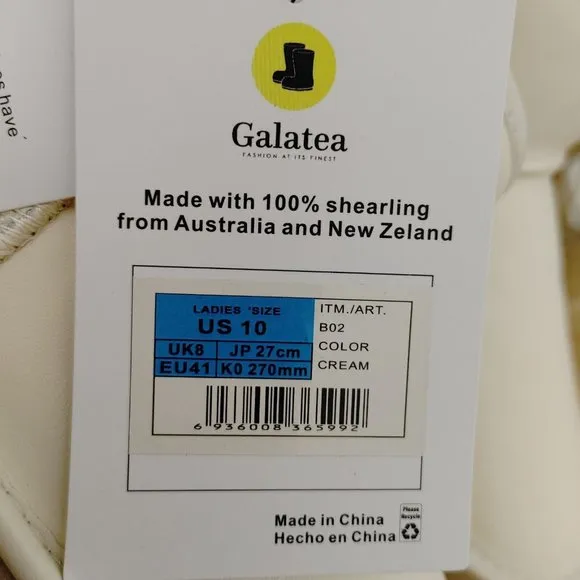 es have
Galatea
FASHION AT ITS FINEST
Made with 100% shearling
from Australia and New Zeland
LADIES 'SIZE
US 10
UK8 JP 27cm
EU41 K0 270mm
ITM./ART.
B02
COLOR
CREAM
6 936008 365992
Made in China
Hecho en China
Please
Recycle